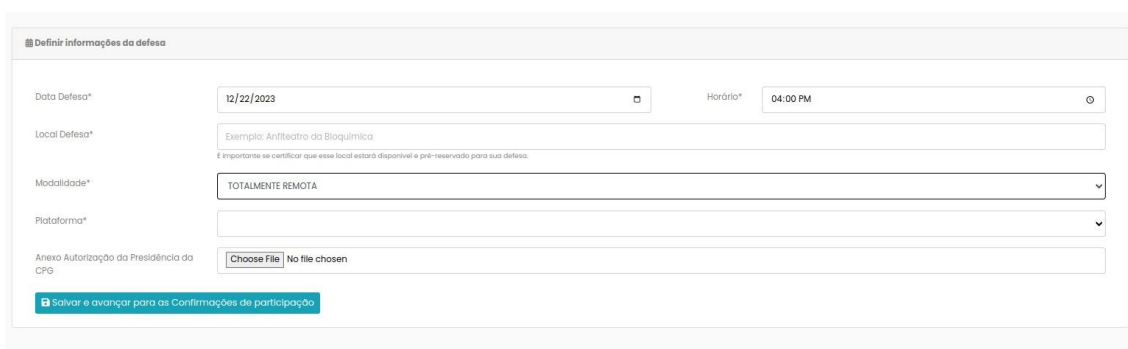 Definir informações da defesa
Data Defesa* 12/22/2023 Horário* 04:00 PM
Local Defesa* Exemplo: Anfiteatro da Bioquímica
É importante se certificar que esse local estará disponível e pré-reservado para sua defesa.
Modalidade* TOTALMENTE REMOTA
Plataforma*
Anexo Autorização da Presidência da
CPG
Choose File No file chosen
Salvar e avançar para as Confirmações de participação